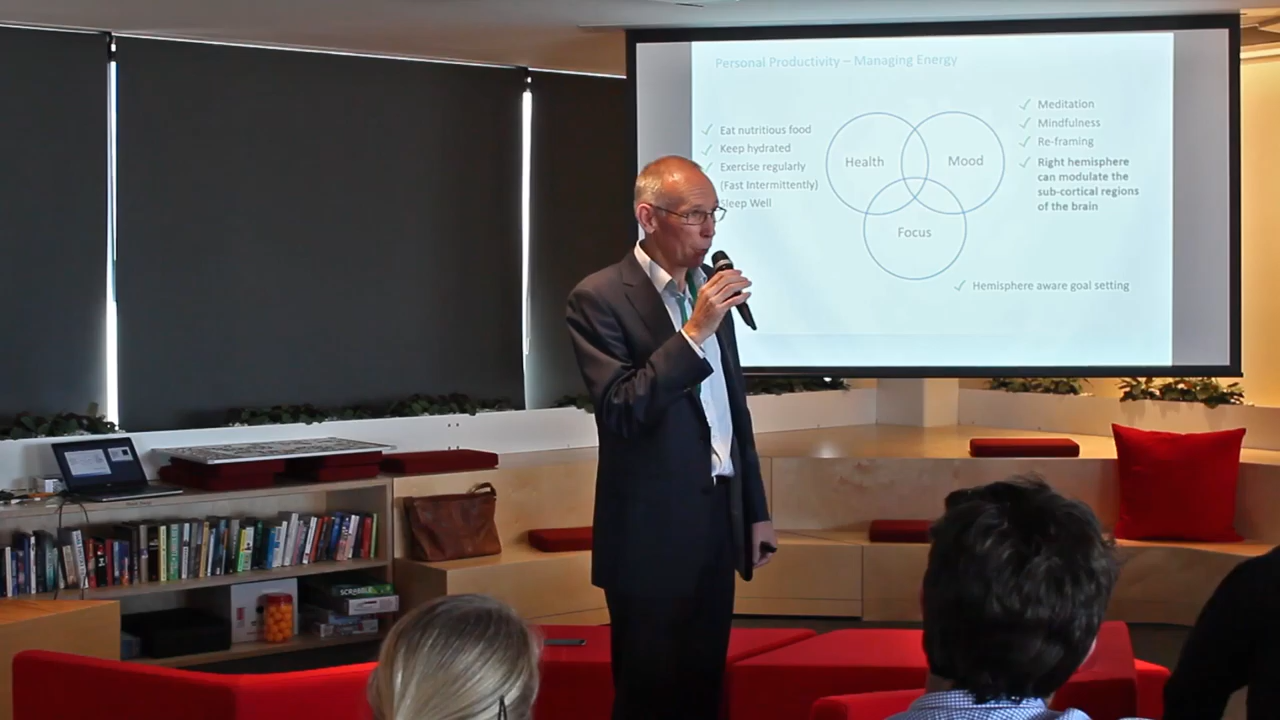 Personal Productivity – Managing Energy
Eat nutritious food
Keep hydrated
Exercise regularly
(Fast Intermittently)
Sleep Well
Health
Mood
Focus
Meditation
Mindfulness
Re-framing
Right hemisphere
can modulate the
sub-cortical regions
of the brain
Hemisphere aware goal setting
SCRABBLE